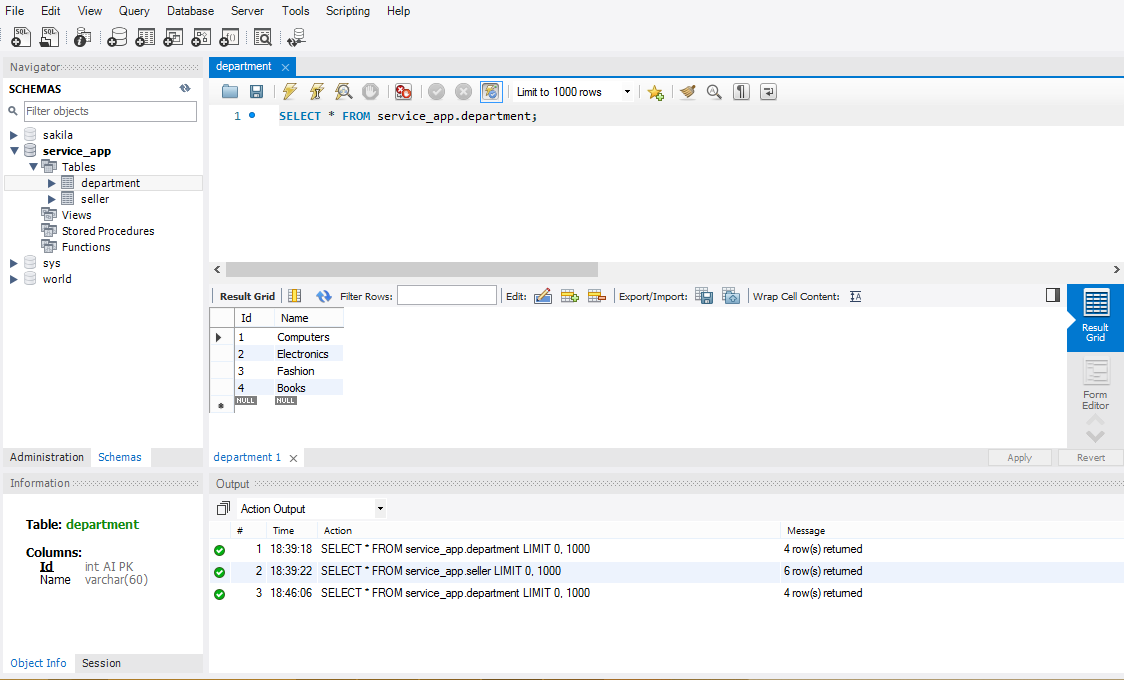 File Edit View Query Database Server Tools Scripting Help
Navigator
SCHEMAS
Filter objects
sakila
service_app
Tables
department
seller
Views
Stored Procedures
Functions
sys
world
Administration Schemas
Information
Table: department
Columns:
Id int AI PK
Name varchar(60)
Object Info Session
department
Limit to 1000 rows
1 SELECT * FROM service_app.department;
Result Grid Filter Rows: Edit: Export/Import: Wrap Cell Content:
Id Name
1 Computers
2 Electronics
3 Fashion
4 Books
NULL NULL
Result
Grid
Form
Editor
department 1 Apply Revert
Output
Action Output
# Time Action Message
1 18:39:18 SELECT * FROM service_app.department LIMIT 0, 1000 4 row(s) returned
2 18:39:22 SELECT * FROM service_app.seller LIMIT 0, 1000 6 row(s) returned
3 18:46:06 SELECT * FROM service_app.department LIMIT 0, 1000 4 row(s) returned